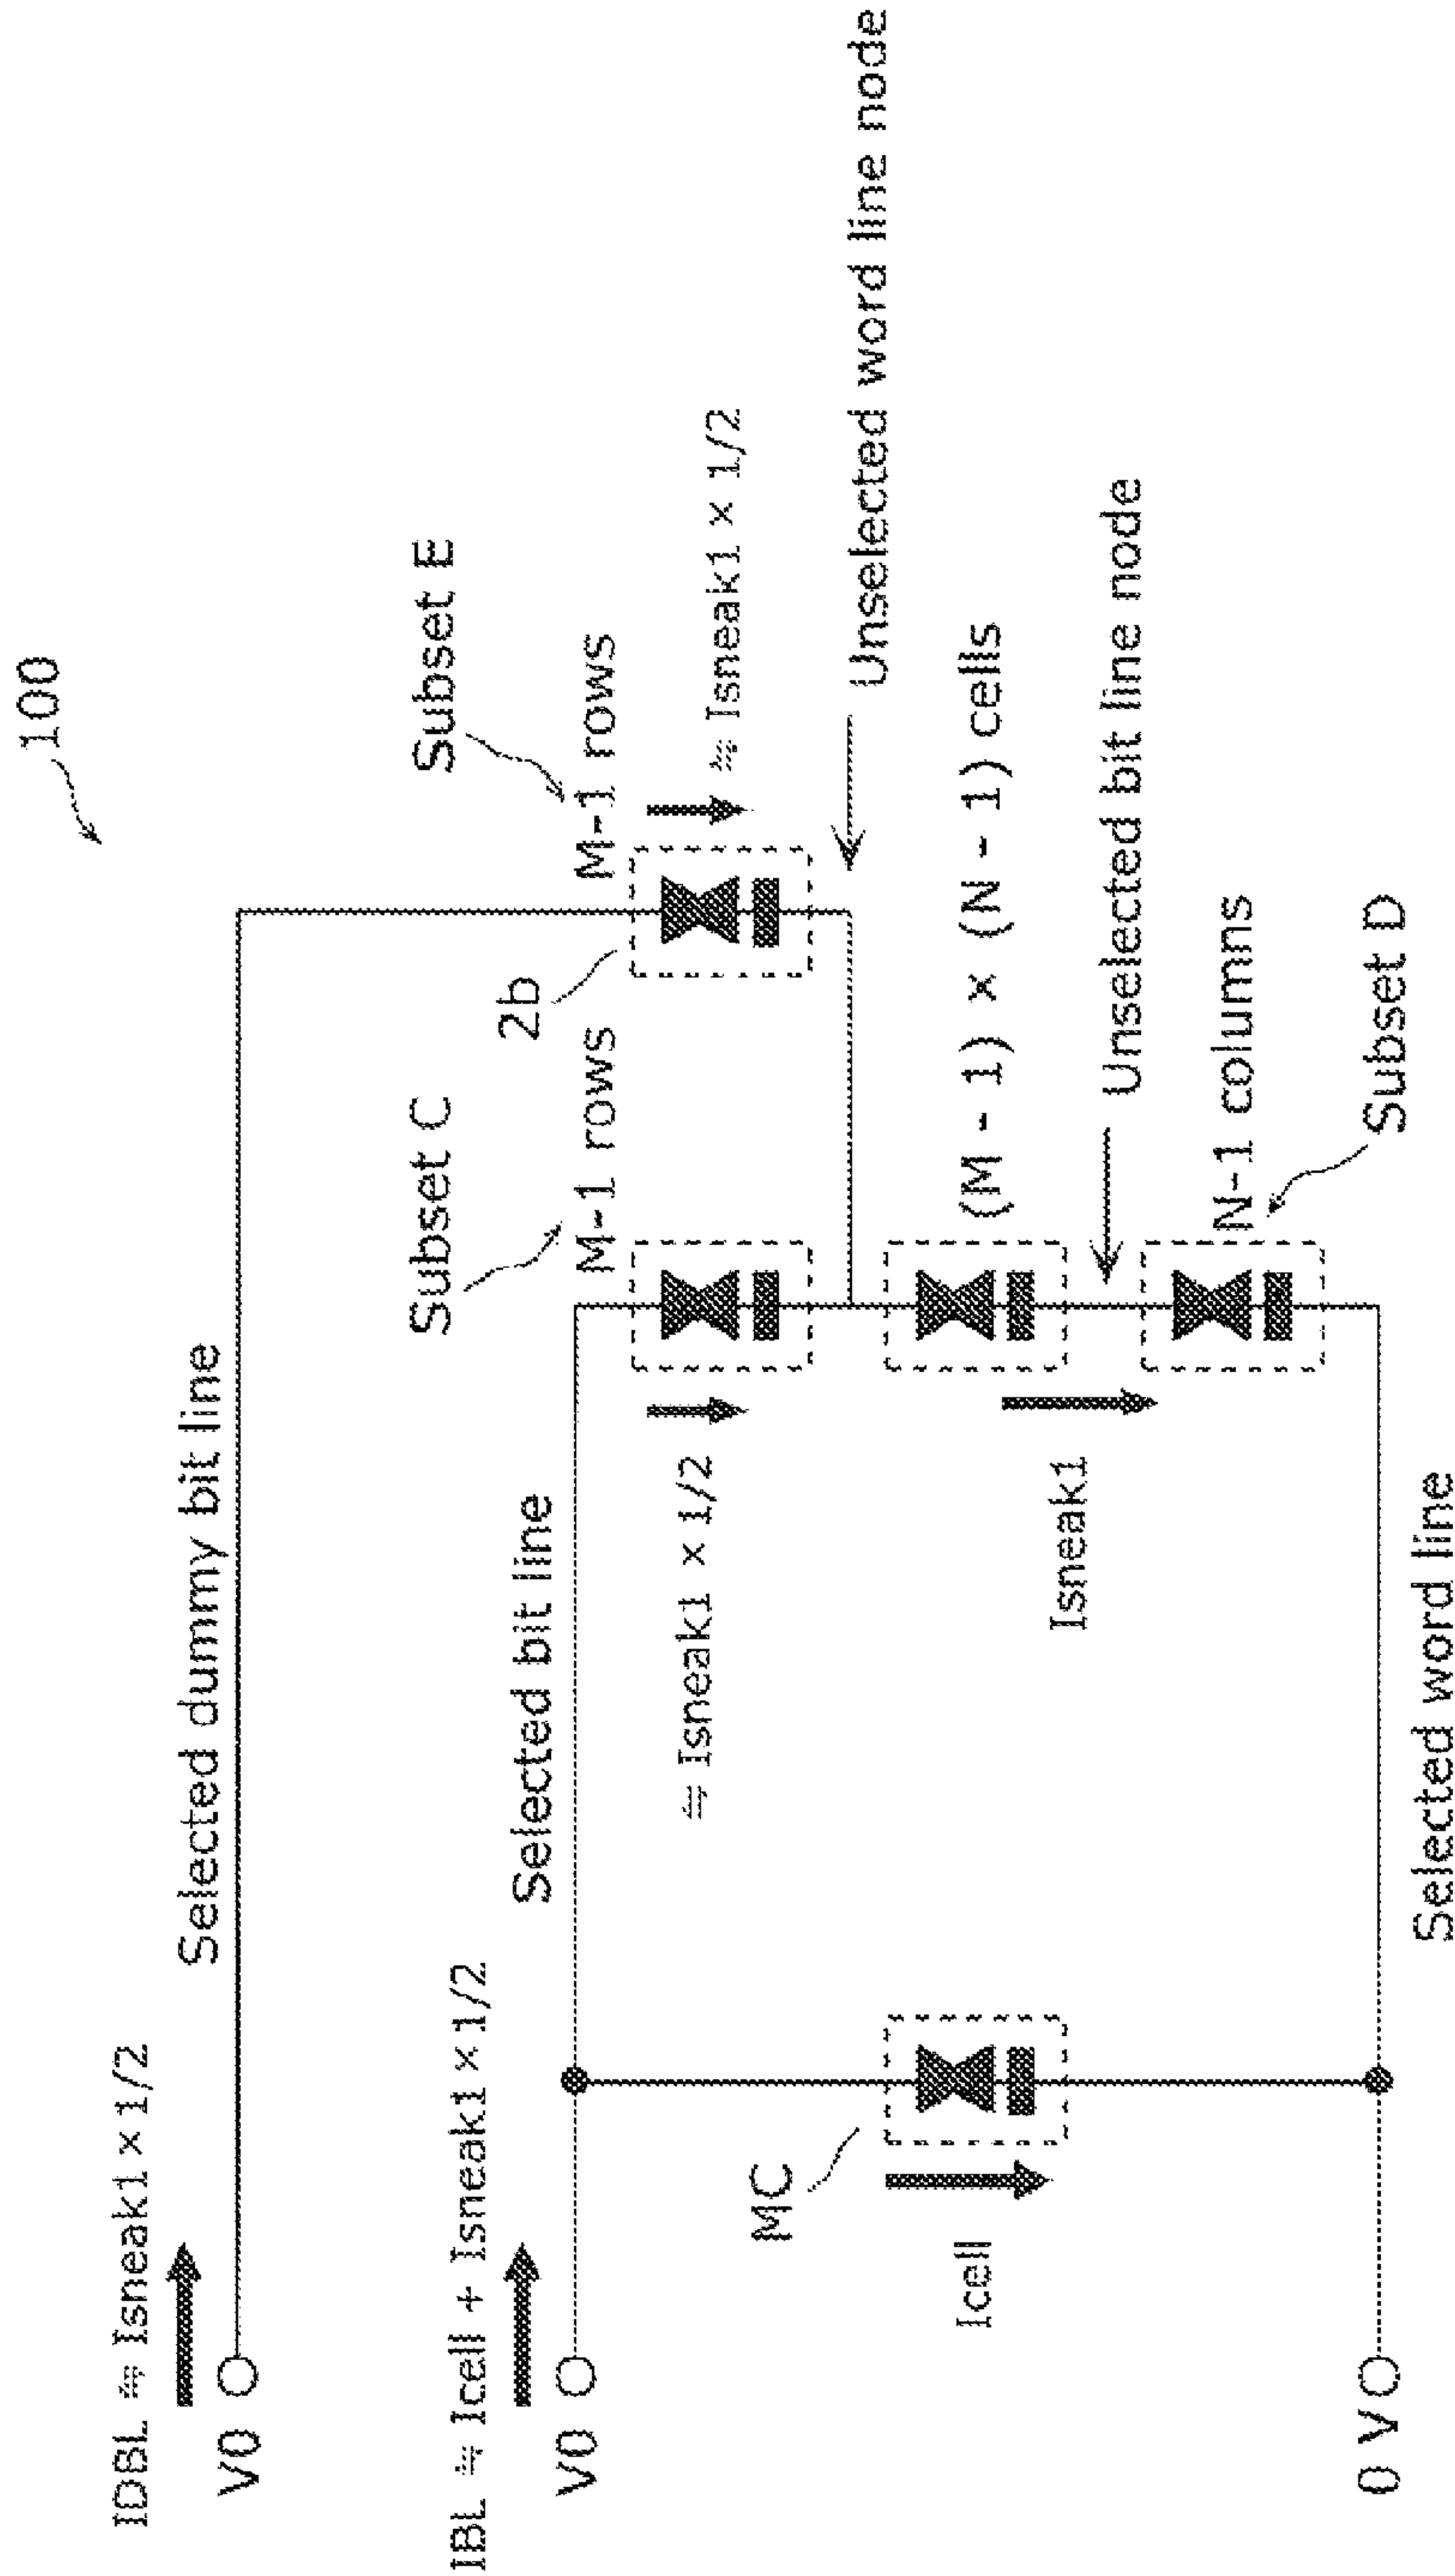 100
IDBL ≒ Isneak1 × 1/2
V0
Selected dummy bit line
IBL ≒ Icell + Isneak1 × 1/2
V0
Selected bit line
Subset C
M-1 rows
Subset E
M-1 rows
2b
≒ Isneak1 × 1/2
≒ Isneak1 × 1/2
Unselected word line node
MC
Icell
(M - 1) × (N - 1) cells
Isneak1
Unselected bit line node
N-1 columns
Subset D
0 V
Selected word line